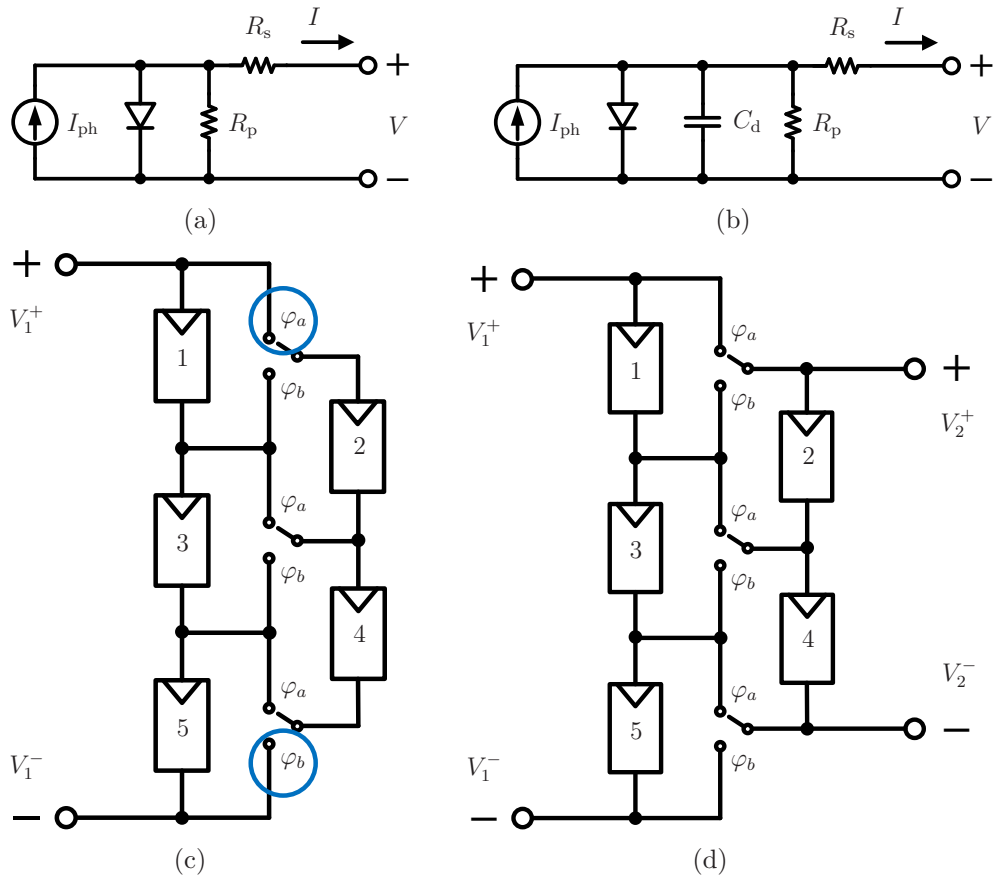 R_s I + I_ph R_p V −
(a)
R_s I + I_ph C_d R_p V −
(b)
+ V_1^+ φ_a 1 φ_b 2 φ_a 3 φ_b 4 φ_a 5 φ_b V_1^- −
(c)
+ V_1^+ φ_a + 1 φ_b V_2^+ 2 φ_a 3 φ_b 4 φ_a V_2^- 5 − φ_b V_1^- −
(d)